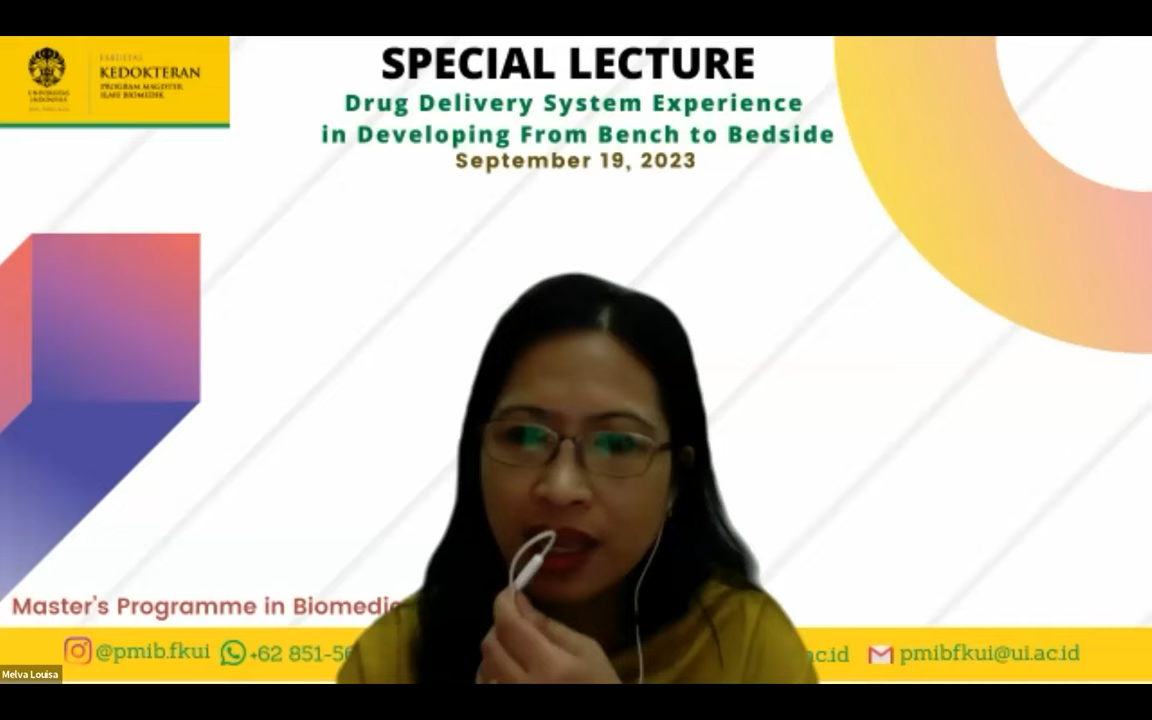 UNIVERSITAS
INDONESIA
FAKULTAS
KEDOKTERAN
PROGRAM MAGISTER
ILMU BIOMEDIK
SPECIAL LECTURE
Drug Delivery System Experience
in Developing From Bench to Bedside
September 19, 2023
Master's Programme in Biomedic
@pmib.fkui
+62 851-56
ac.id
pmibfkui@ui.ac.id
Melva Louisa